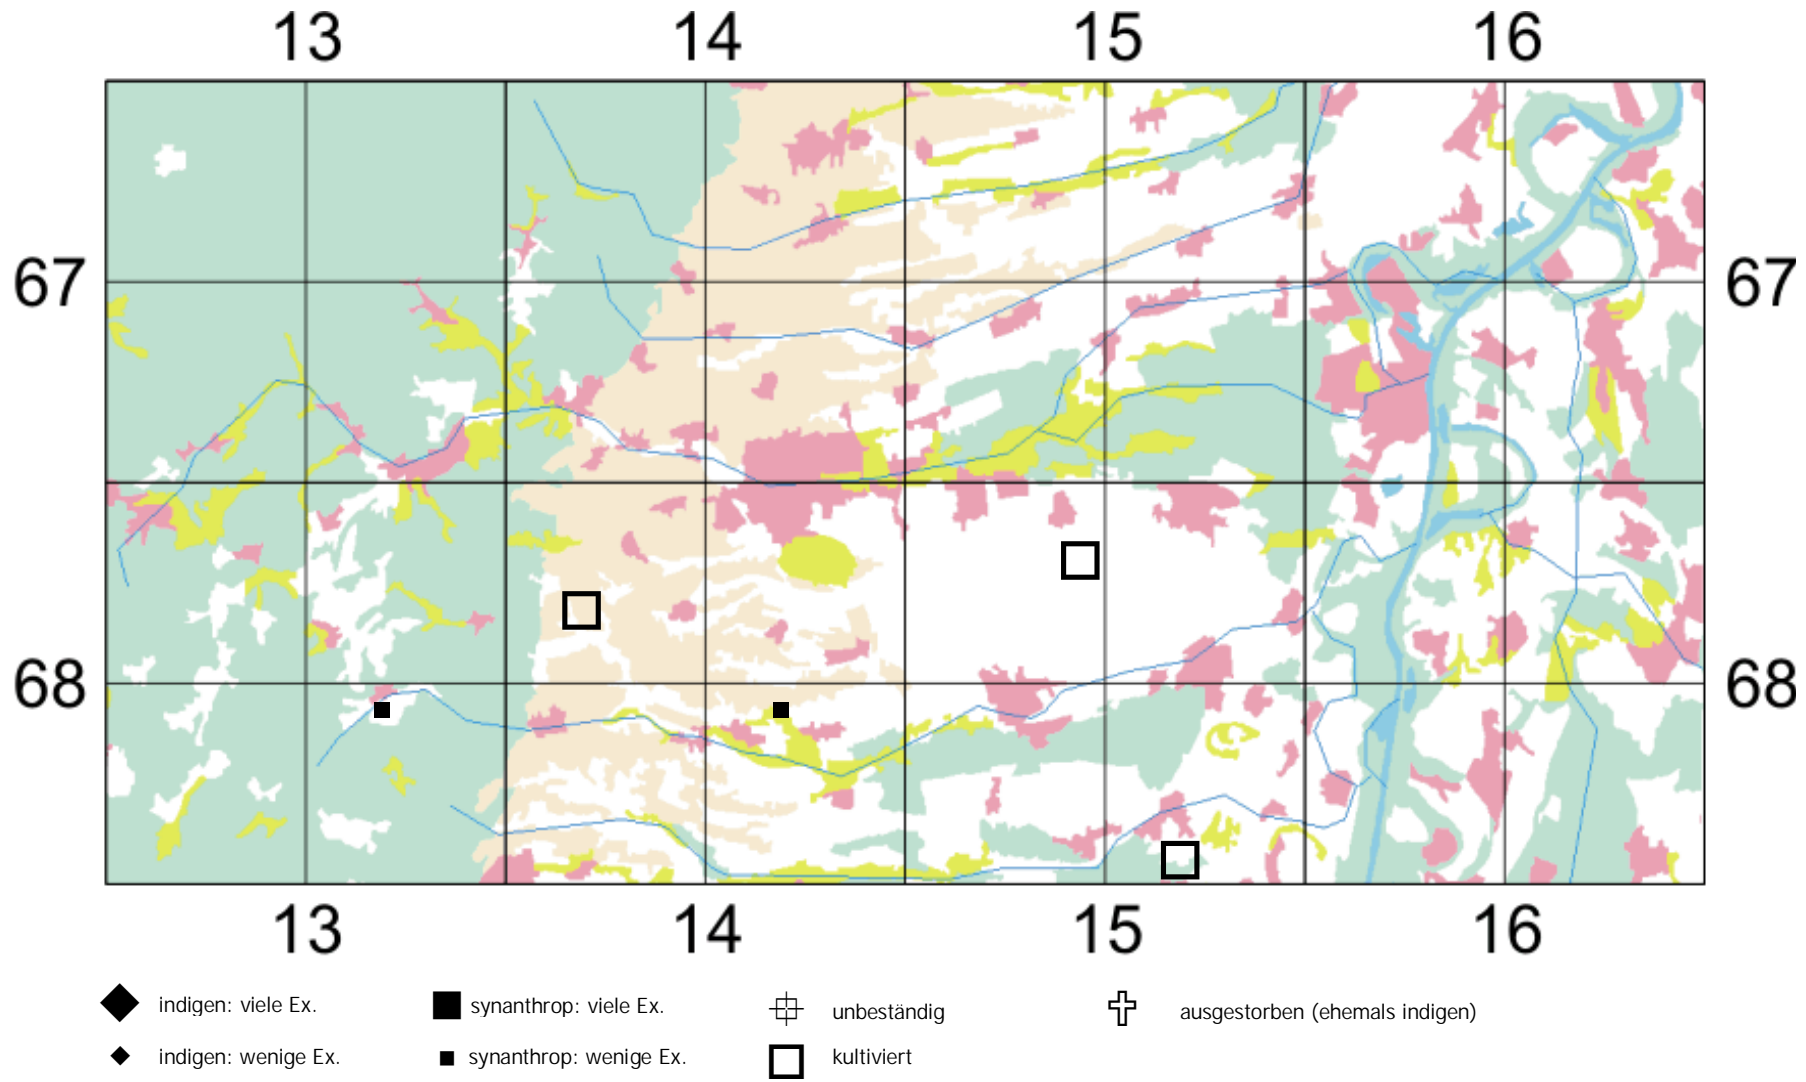 13 14 15 16
67 67
68 68
13 14 15 16
indigen: viele Ex. synanthrop: viele Ex. unbeständig ausgestorben (ehemals indigen)
indigen: wenige Ex. synanthrop: wenige Ex. kultiviert